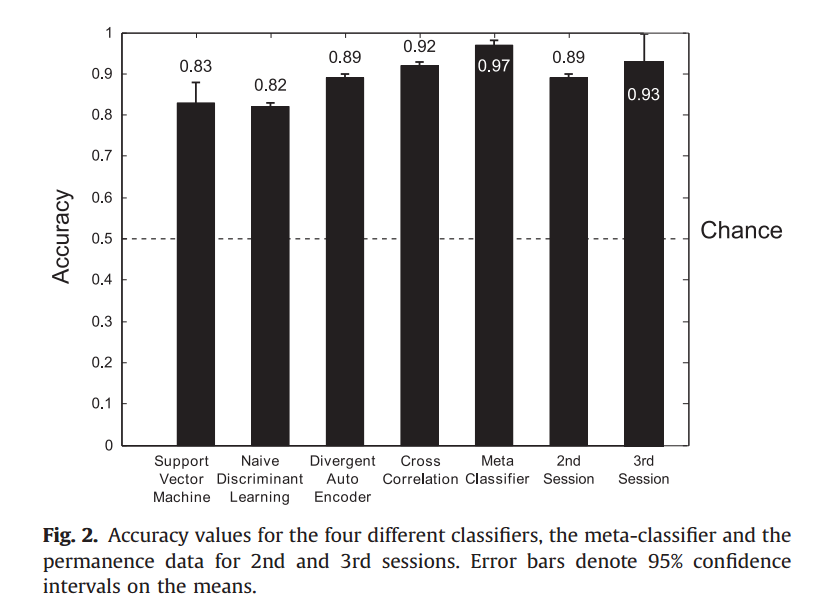 1
0.9
0.8
0.7
0.6
0.5
0.4
0.3
0.2
0.1
0
Accuracy
0.83
0.82
0.89
0.92
0.97
0.89
0.93
Chance
Support Vector Machine
Naive Discriminant Learning
Divergent Auto Encoder
Cross Correlation
Meta Classifier
2nd Session
3rd Session
Fig. 2. Accuracy values for the four different classifiers, the meta-classifier and the
permanence data for 2nd and 3rd sessions. Error bars denote 95% confidence
intervals on the means.